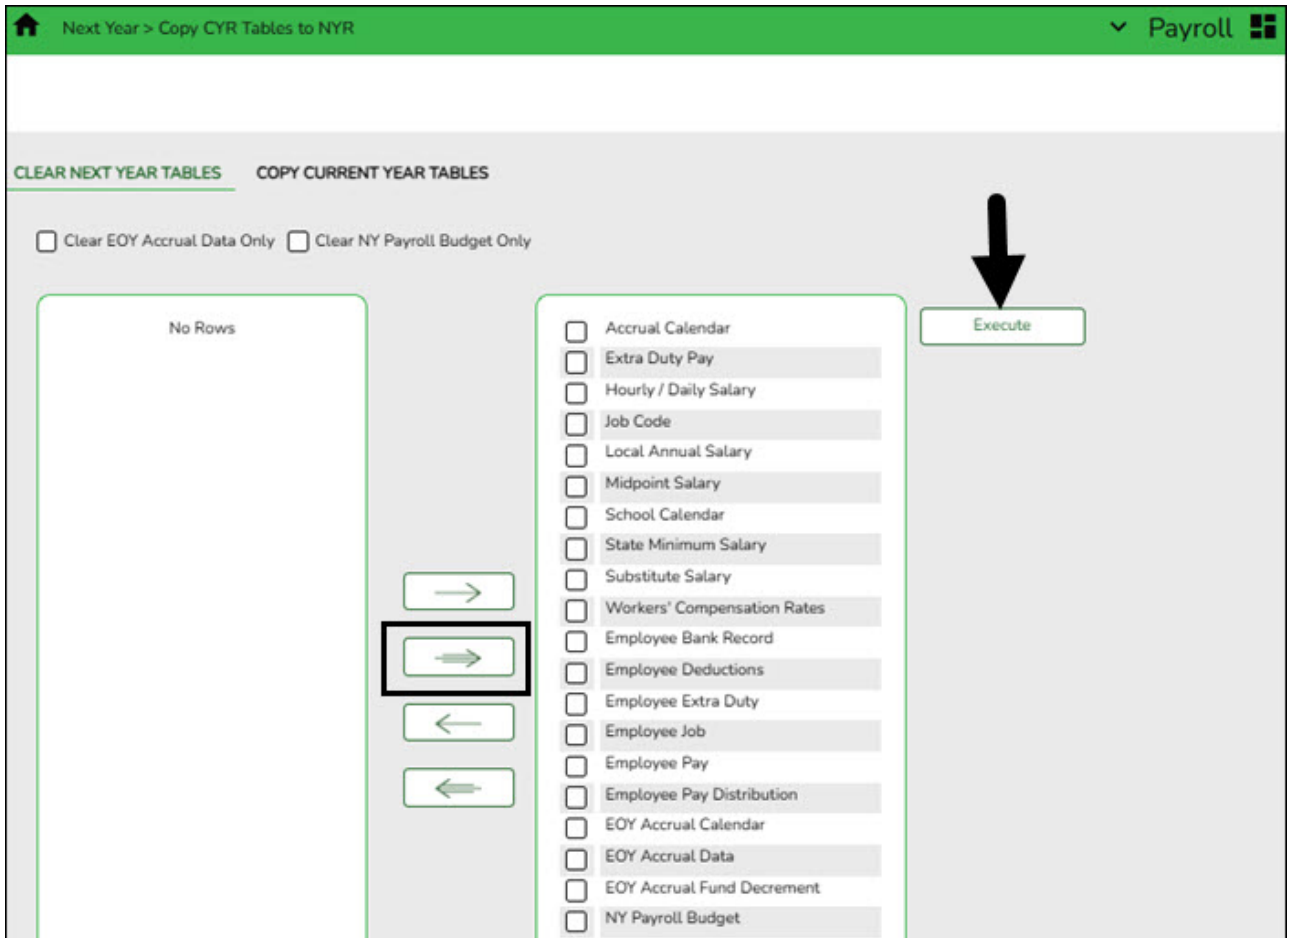 Next Year > Copy CYR Tables to NYR
Payroll
CLEAR NEXT YEAR TABLES COPY CURRENT YEAR TABLES
Clear EOY Accrual Data Only Clear NY Payroll Budget Only
No Rows
Accrual Calendar
Extra Duty Pay
Hourly / Daily Salary
Job Code
Local Annual Salary
Midpoint Salary
School Calendar
State Minimum Salary
Substitute Salary
Workers' Compensation Rates
Employee Bank Record
Employee Deductions
Employee Extra Duty
Employee Job
Employee Pay
Employee Pay Distribution
EOY Accrual Calendar
EOY Accrual Data
EOY Accrual Fund Decrement
NY Payroll Budget
Execute